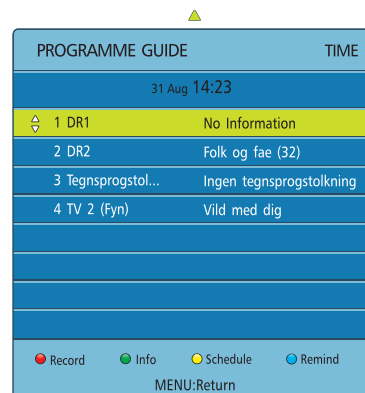 PROGRAMME GUIDE TIME
31 Aug 14:23
1 DR1 No Information
2 DR2 Folk og fae (32)
3 Tegnsprogstol... Ingen tegnsprogstolkning
4 TV 2 (Fyn) Vild med dig
Record Info Schedule Remind
MENU:Return